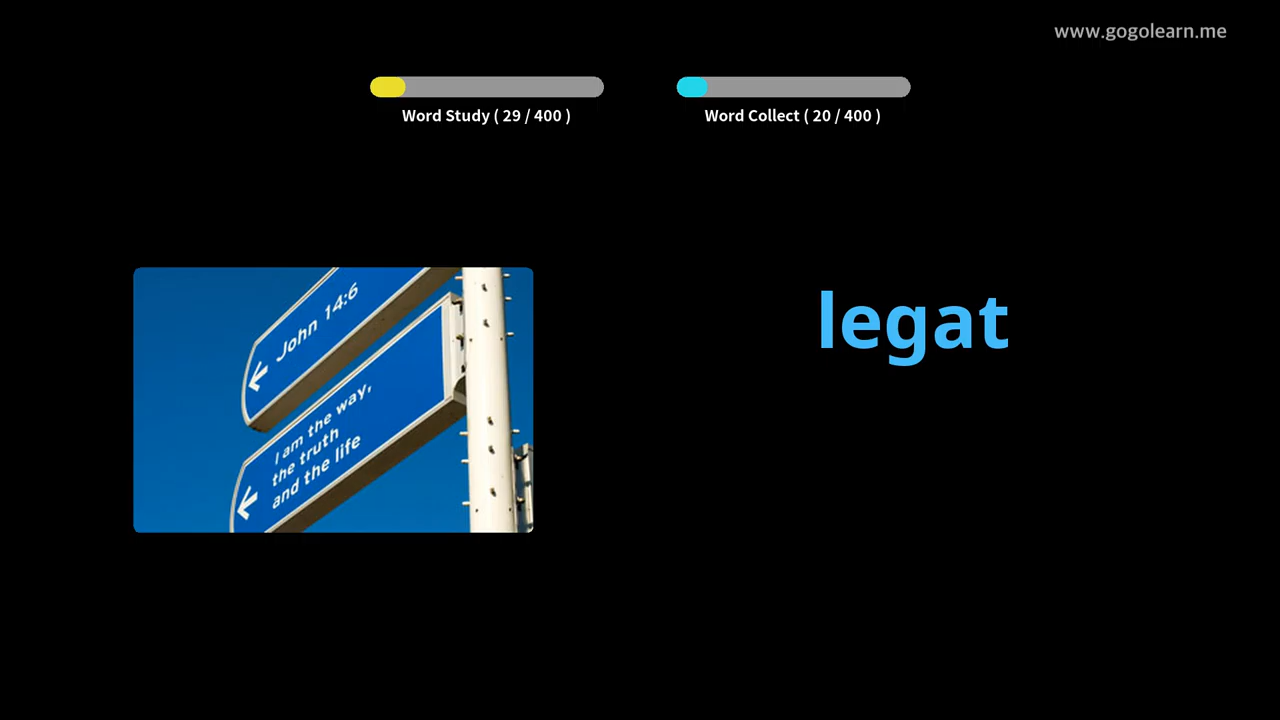 www.gogolearn.me
Word Study ( 29 / 400 )
Word Collect ( 20 / 400 )
legat
John 14:6
I am the way,
the truth
and the life